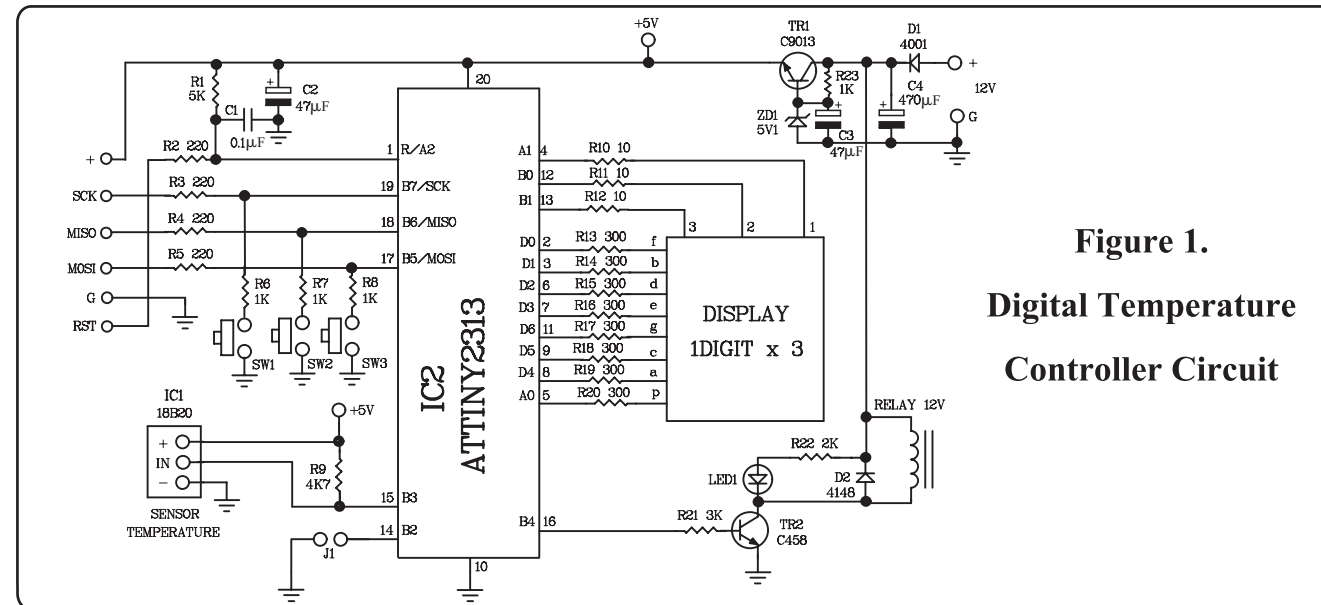 +5V
TR1
C9013
D1
4001
+
12V
G
R23
1K
C4
470µF
ZD1
5V1
C3
47µF
R1
5K
C1
0.1µF
+
C2
47µF
20
+
R2 220
1 R/A2
SCK
R3 220
19 B7/SCK
MISO
R4 220
18 B6/MISO
MOSI
R5 220
17 B5/MOSI
G
RST
R6
1K
R7
1K
R8
1K
SW1
SW2
SW3
IC2
ATTINY2313
A1 4
R10 10
B0 12
R11 10
B1 13
R12 10
3
2
1
D0 2
R13 300
f
D1 3
R14 300
b
D2 6
R15 300
d
D3 7
R16 300
e
D6 11
R17 300
g
D5 9
R18 300
c
D4 8
R19 300
a
A0 5
R20 300
p
DISPLAY
1DIGIT x 3
Figure 1.
Digital Temperature
Controller Circuit
IC1
18B20
+
IN
-
SENSOR
TEMPERATURE
+5V
R9
4K7
15 B3
14 B2
J1
10
B4 16
R21 3K
TR2
C458
LED1
R22 2K
D2
4148
RELAY 12V
+
+